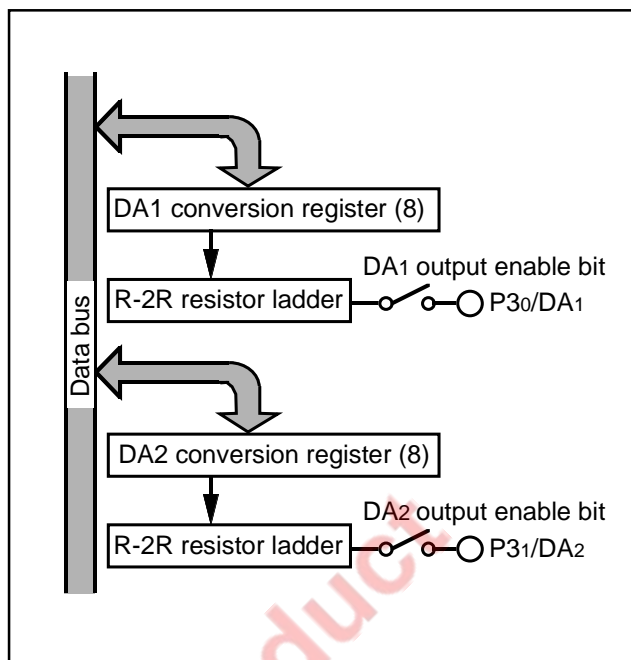 DA1 conversion register (8)
DA1 output enable bit
R-2R resistor ladder
P30/DA1
Data bus
DA2 conversion register (8)
DA2 output enable bit
R-2R resistor ladder
P31/DA2
duct